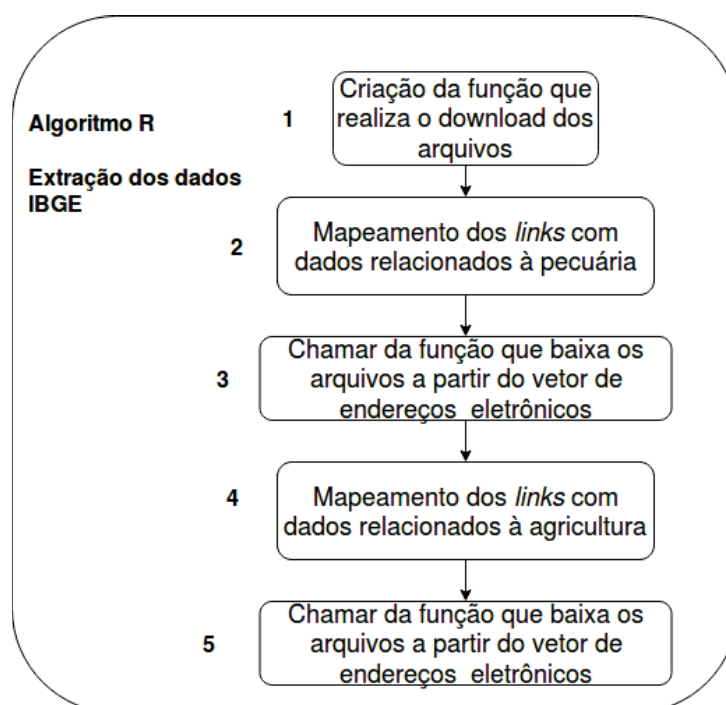 Algoritmo R
Extração dos dados
IBGE
1
Criação da função que
realiza o download dos
arquivos
2
Mapeamento dos links com
dados relacionados à pecuária
3
Chamar da função que baixa os
arquivos a partir do vetor de
endereços eletrônicos
4
Mapeamento dos links com
dados relacionados à agricultura
5
Chamar da função que baixa os
arquivos a partir do vetor de
endereços eletrônicos